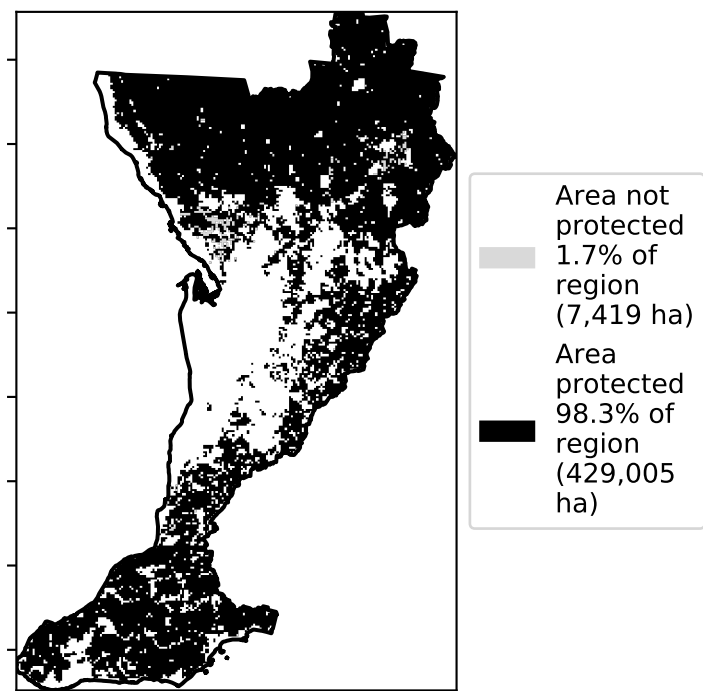 Area not
protected
1.7% of
region
(7,419 ha)
Area
protected
98.3% of
region
(429,005
ha)